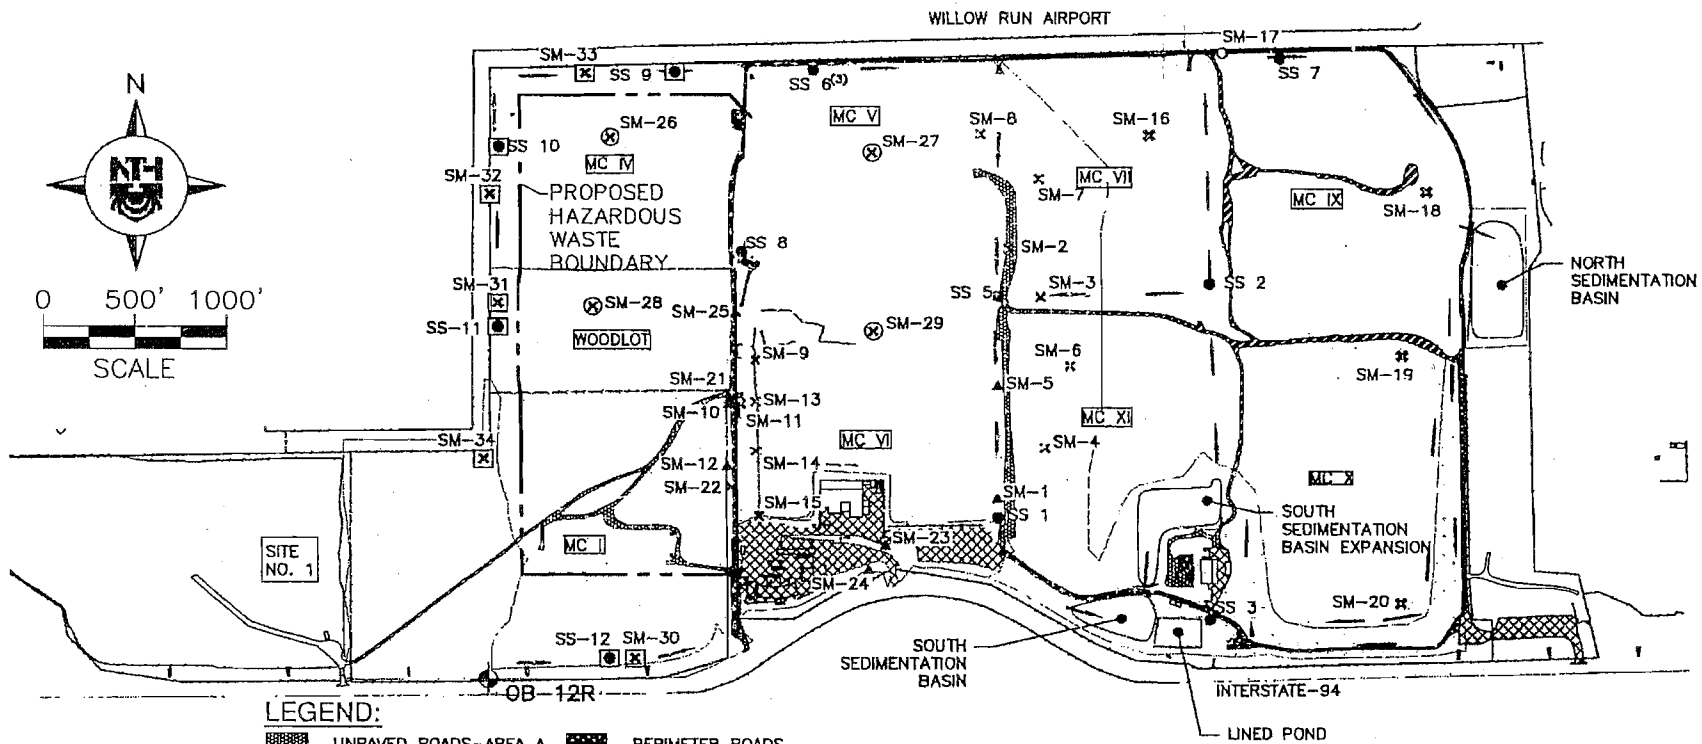 WILLOW RUN AIRPORT
SM-17
SM-33
SS 9
SS 6(3)
SS 7
N
NTH
MC V
SM-26
SM-27
SM-8
SM-16
SS 10
MC IV
SM-32
SM-7
MC VII
MC IX
SM-18
PROPOSED
HAZARDOUS
WASTE
BOUNDARY
SS 8
SM-2
NORTH
SEDIMENTATION
BASIN
0 500' 1000'
SCALE
SM-31
SM-28
SM-25
SS 5
SM-3
SS 2
SS-11
WOODLOT
SM-29
SM-9
SM-6
SM-19
SM-21
SM-5
SM-10
SM-13
SM-11
MC XI
SM-34
MC VI
SM-4
SM-12
SM-14
SM-22
MC X
SM-15
SM-1
SS 1
SOUTH
SEDIMENTATION
BASIN EXPANSION
SITE
NO. 1
MC I
SM-23
SM-24
SS 3
SM-20
SS-12
SM-30
SOUTH
SEDIMENTATION
BASIN
OB-12R
INTERSTATE-94
LINED POND
LEGEND:
UNPAVED ROADS-AREA A
PERIMETER ROADS